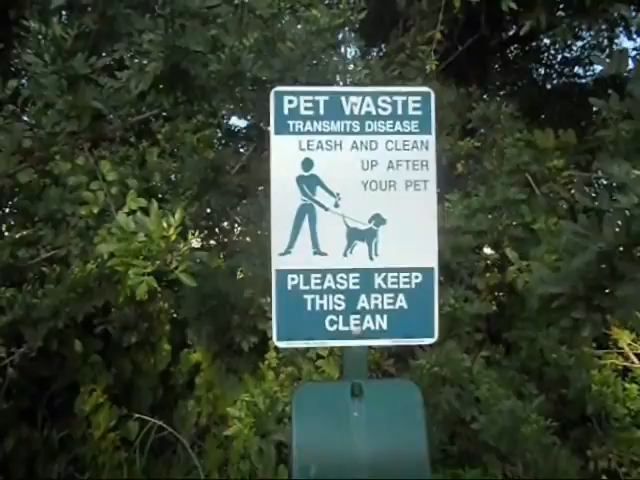 PET WASTE
TRANSMITS DISEASE
LEASH AND CLEAN
UP AFTER
YOUR PET
PLEASE KEEP
THIS AREA
CLEAN